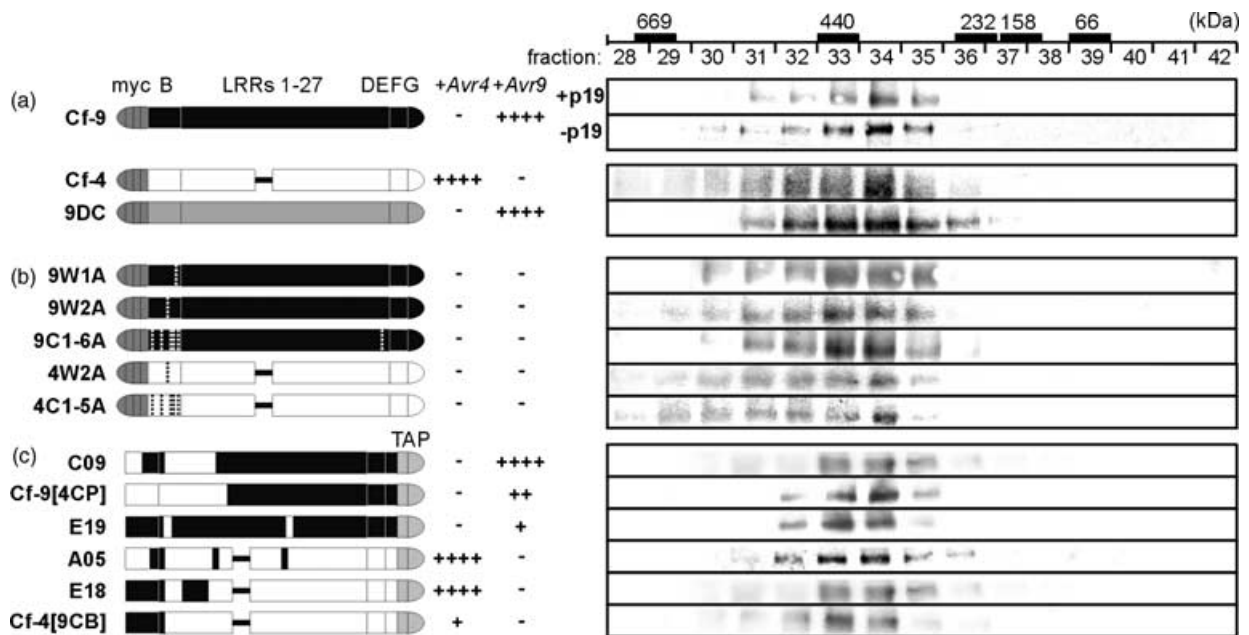 669 440 232 158 66 (kDa)
fraction: 28 29 30 31 32 33 34 35 36 37 38 39 40 41 42
myc B LRRs 1-27 DEFG +Avr4 +Avr9
(a)
Cf-9 - ++++
+p19
-p19
Cf-4 ++++ -
9DC - ++++
(b)
9W1A - -
9W2A - -
9C1-6A - -
4W2A - -
4C1-5A - -
TAP
(c)
C09 - ++++
Cf-9[4CP] - ++
E19 - +
A05 ++++ -
E18 ++++ -
Cf-4[9CB] + -